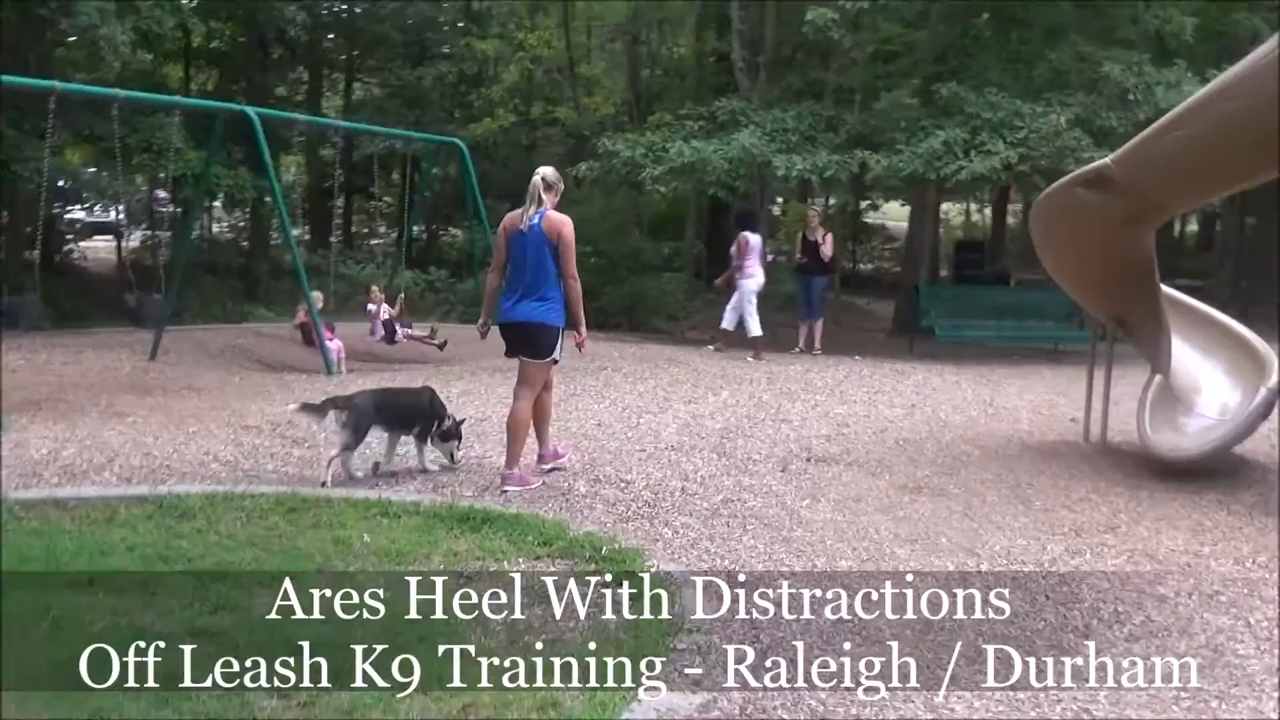 Ares Heel With Distractions
Off Leash K9 Training - Raleigh / Durham